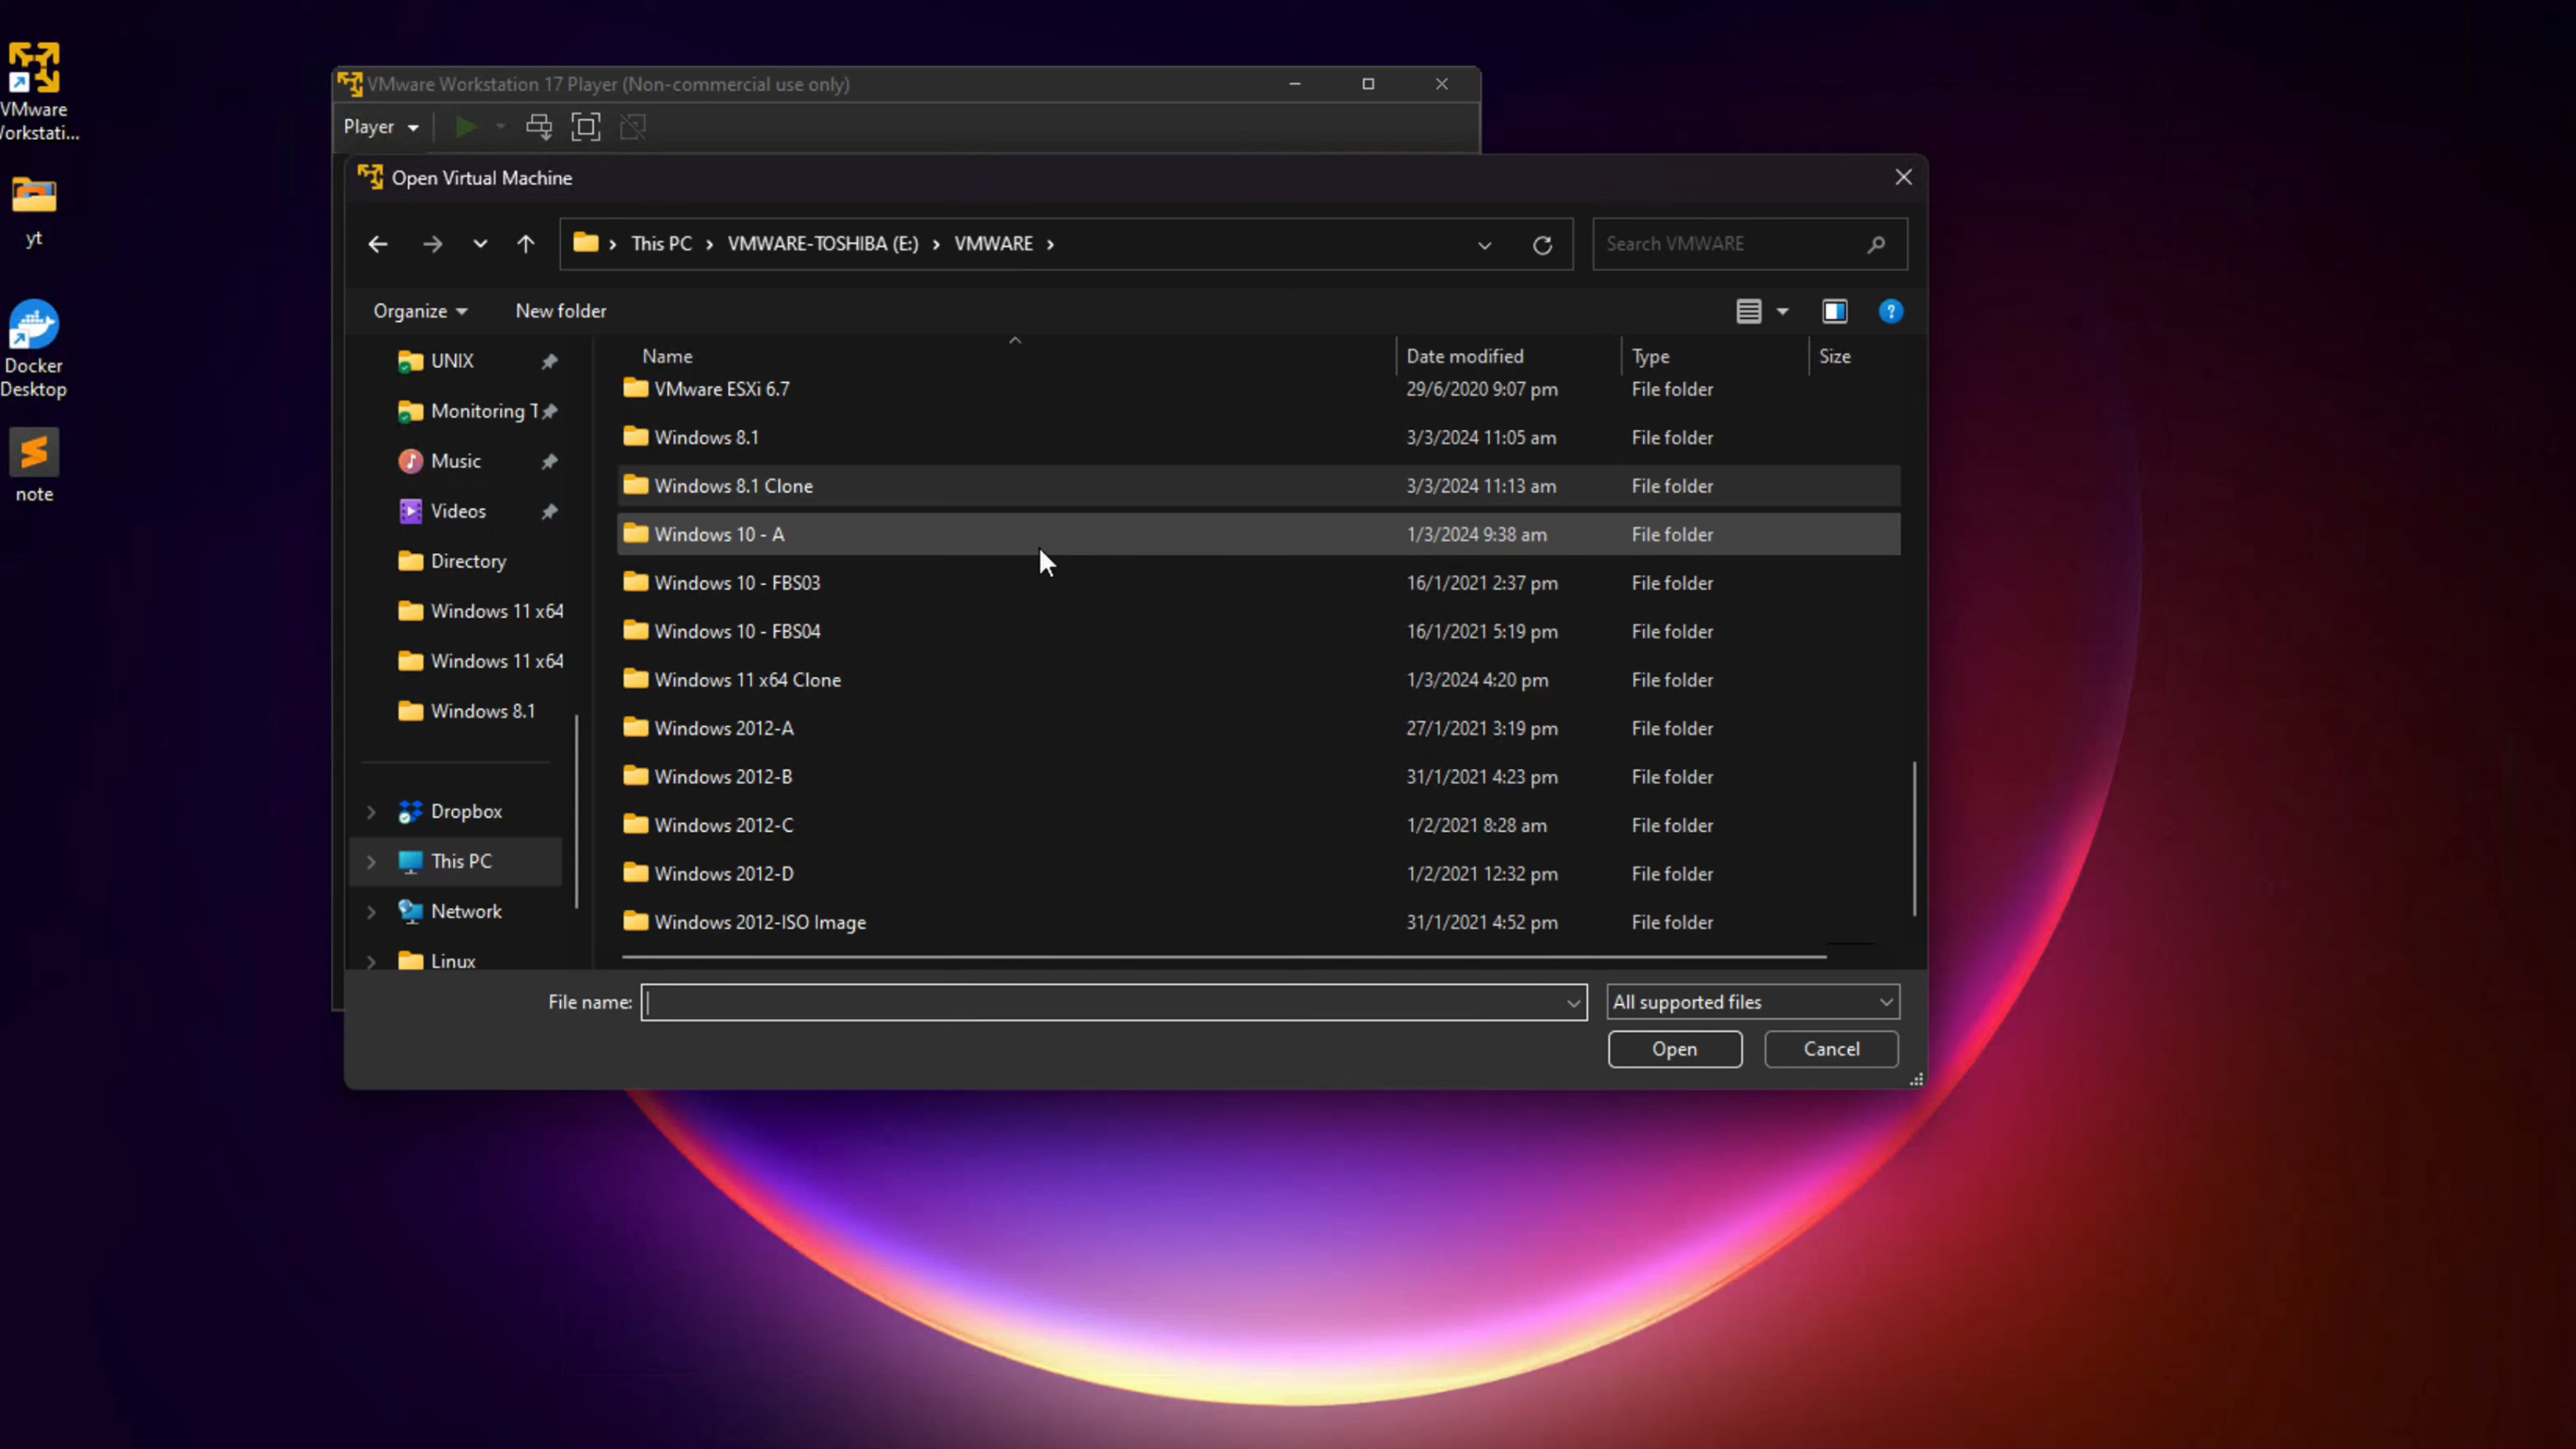 VMware
Workstati...
yt
Docker
Desktop
note
VMware Workstation 17 Player (Non-commercial use only)
Player
Open Virtual Machine
This PC
VMWARE-TOSHIBA (E:)
VMWARE
Search VMWARE
Organize
New folder
UNIX
Monitoring T
Music
Videos
Directory
Windows 11 x64
Windows 11 x64
Windows 8.1
Dropbox
This PC
Network
Linux
Name Date modified Type Size
VMware ESXi 6.7 29/6/2020 9:07 pm File folder
Windows 8.1 3/3/2024 11:05 am File folder
Windows 8.1 Clone 3/3/2024 11:13 am File folder
Windows 10 - A 1/3/2024 9:38 am File folder
Windows 10 - FBS03 16/1/2021 2:37 pm File folder
Windows 10 - FBS04 16/1/2021 5:19 pm File folder
Windows 11 x64 Clone 1/3/2024 4:20 pm File folder
Windows 2012-A 27/1/2021 3:19 pm File folder
Windows 2012-B 31/1/2021 4:23 pm File folder
Windows 2012-C 1/2/2021 8:28 am File folder
Windows 2012-D 1/2/2021 12:32 pm File folder
Windows 2012-ISO Image 31/1/2021 4:52 pm File folder
File name:
All supported files
Open
Cancel